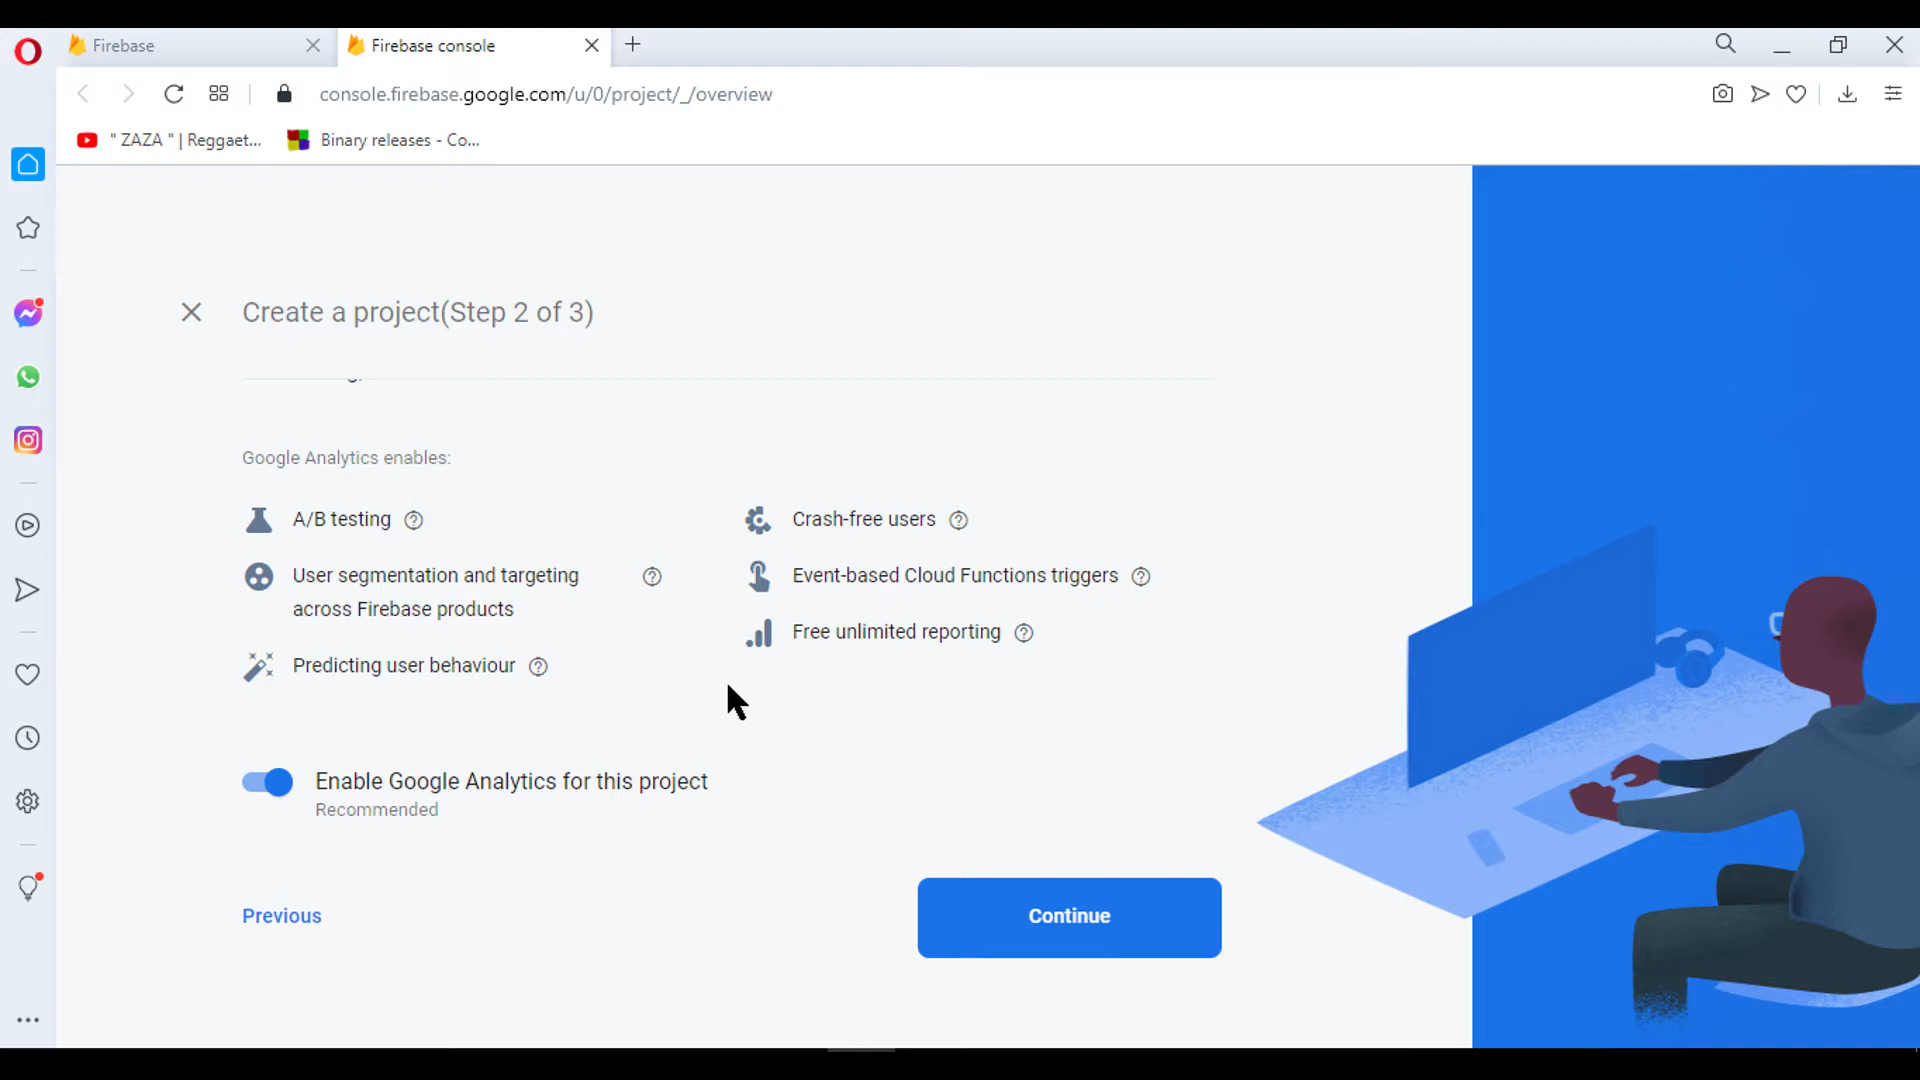 Firebase
Firebase console
console.firebase.google.com/u/0/project/_/overview
" ZAZA " | Reggaet...
Binary releases - Co...
Create a project(Step 2 of 3)
Google Analytics enables:
A/B testing
Crash-free users
User segmentation and targeting
across Firebase products
Event-based Cloud Functions triggers
Free unlimited reporting
Predicting user behaviour
Enable Google Analytics for this project
Recommended
Previous
Continue